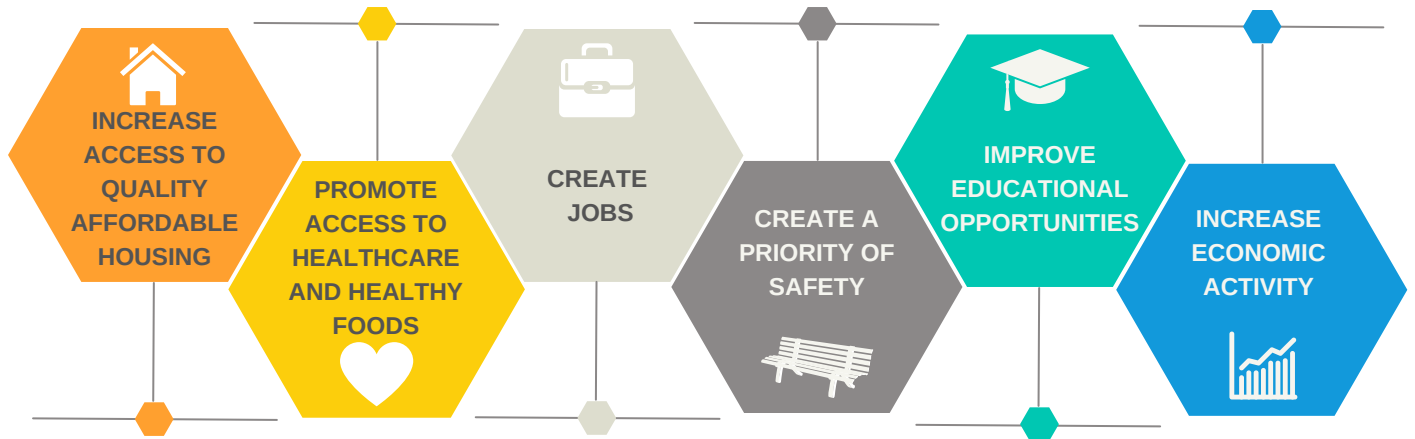 INCREASE
ACCESS TO
QUALITY
AFFORDABLE
HOUSING
PROMOTE
ACCESS TO
HEALTHCARE
AND HEALTHY
FOODS
CREATE
JOBS
CREATE A
PRIORITY OF
SAFETY
IMPROVE
EDUCATIONAL
OPPORTUNITIES
INCREASE
ECONOMIC
ACTIVITY